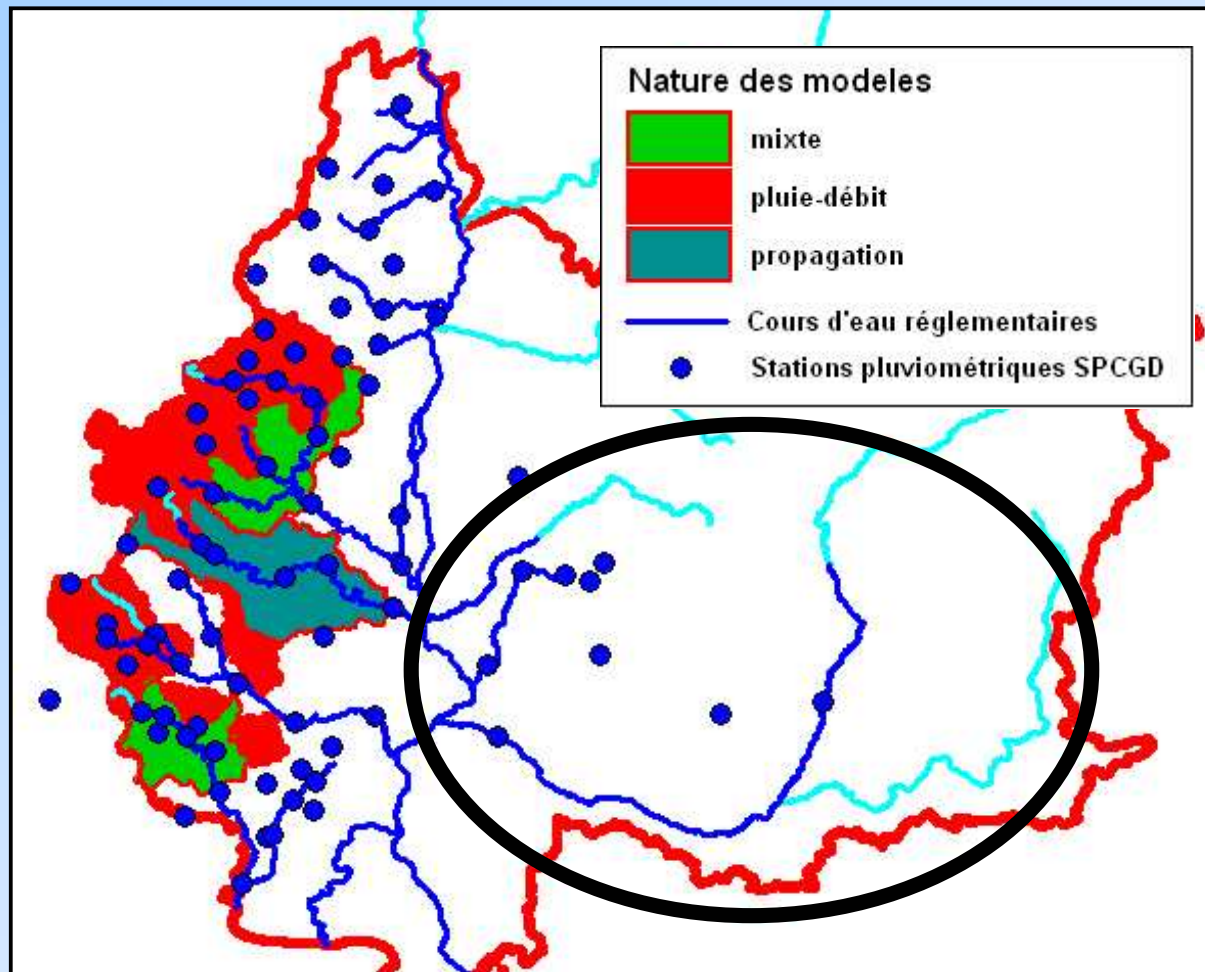 Nature des modeles
mixte
pluie-débit
propagation
Cours d'eau réglementaires
Stations pluviométriques SPCGD